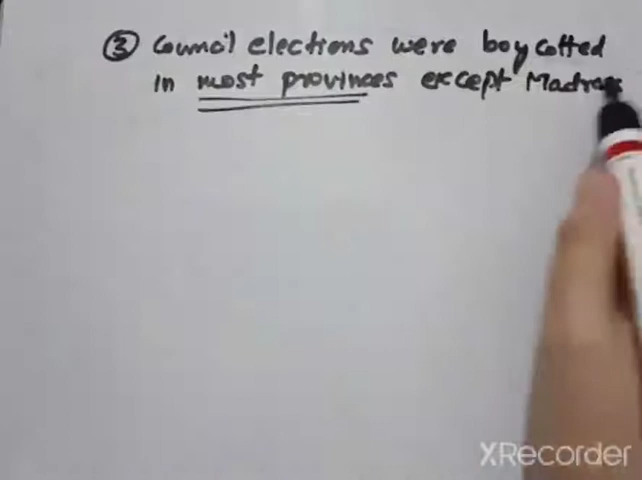 ③ Council elections were boycotted
in most provinces except Madras
XRecorder